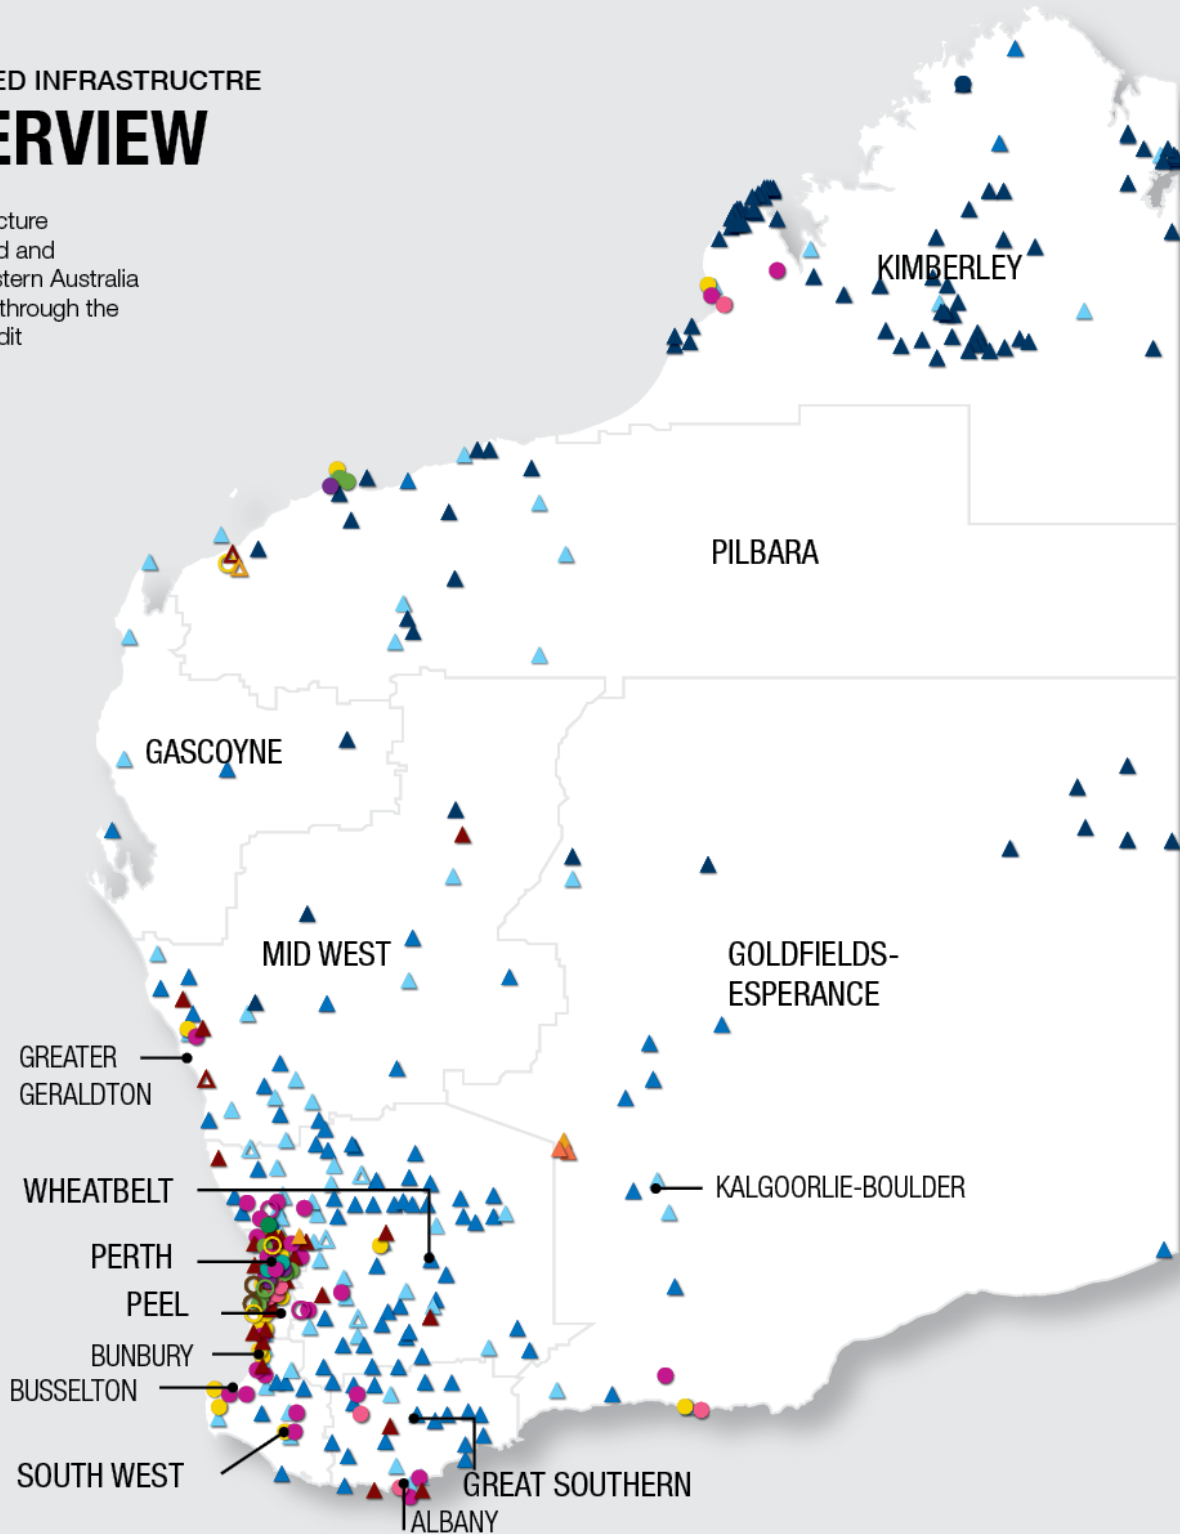 ED INFRASTRUCTRE
ERVIEW
cture
d and
stern Australia
through the
dit
KIMBERLEY
PILBARA
GASCOYNE
MID WEST
GOLDFIELDS-
ESPERANCE
GREATER
GERALDTON
WHEATBELT
KALGOORLIE-BOULDER
PERTH
PEEL
BUNBURY
BUSSELTON
SOUTH WEST
GREAT SOUTHERN
ALBANY